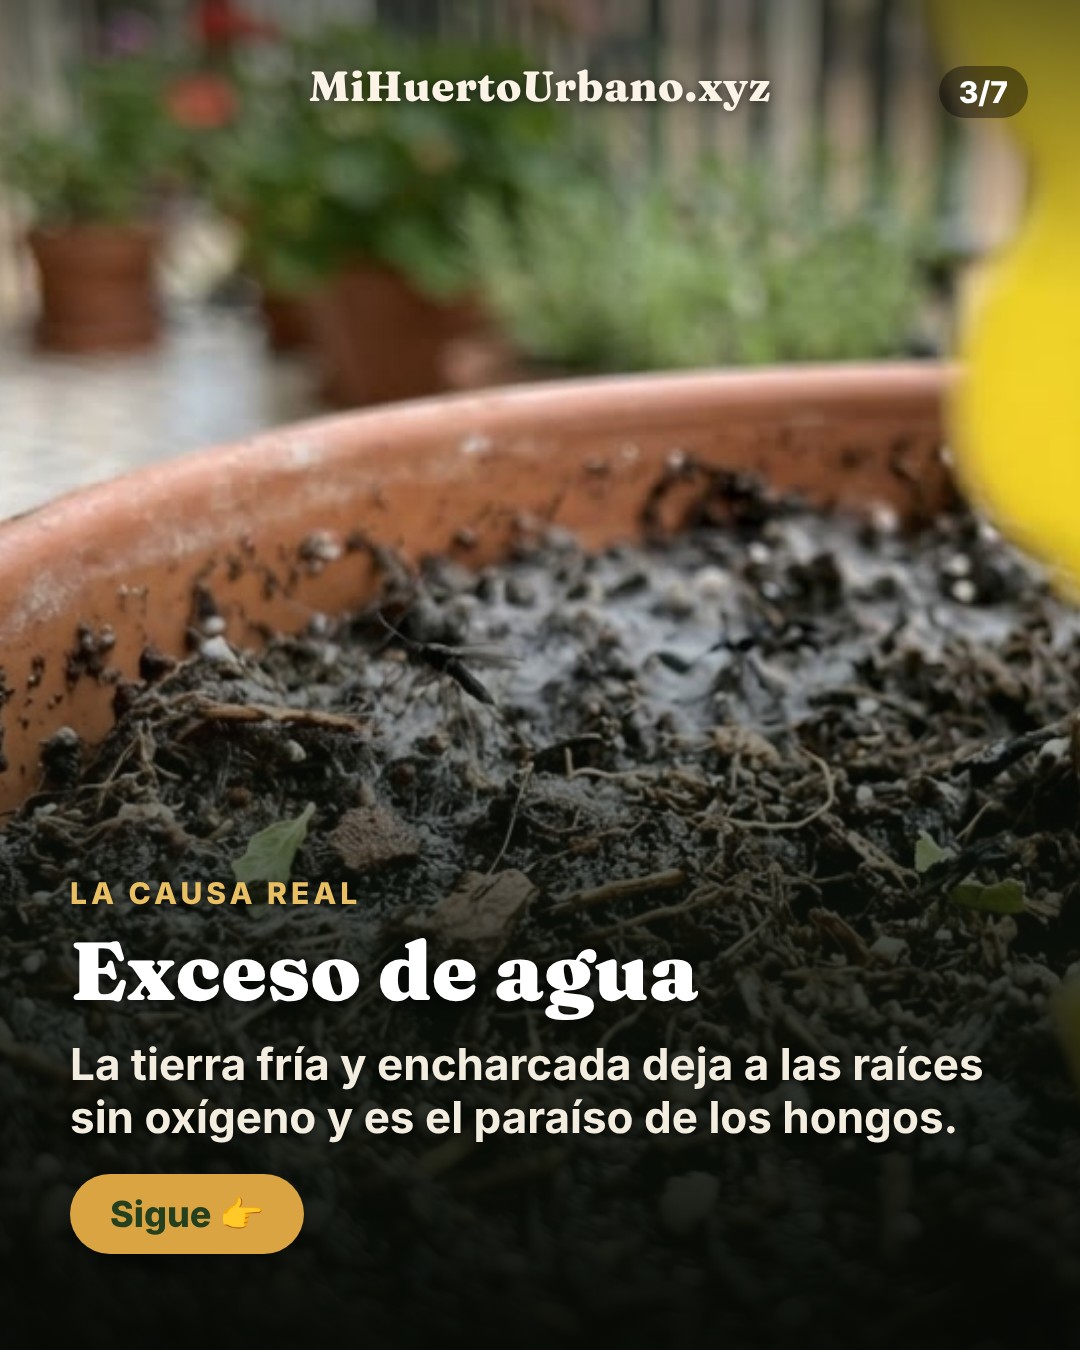 MiHuertoUrbano.xyz
3/7
LA CAUSA REAL
Exceso de agua
La tierra fría y encharcada deja a las raíces
sin oxígeno y es el paraíso de los hongos.
Sigue 👉